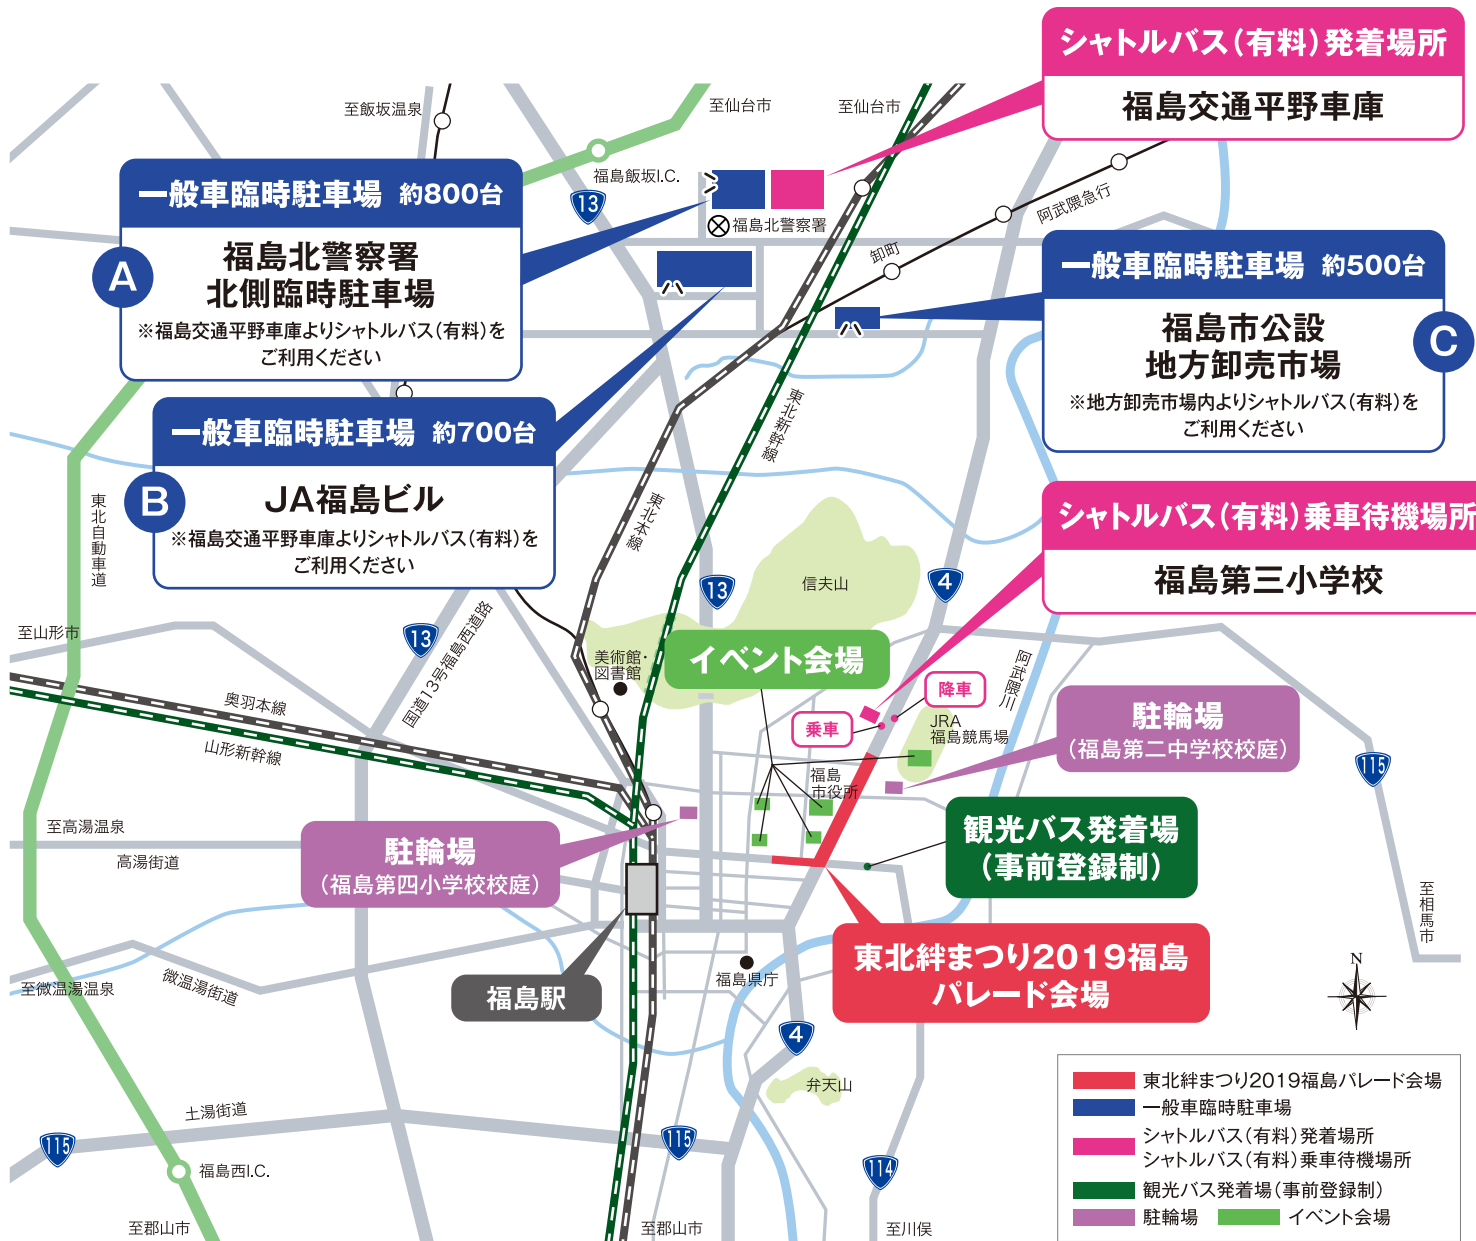 シャトルバス(有料)発着場所
福島交通平野車庫
至飯坂温泉
至仙台市
至仙台市
福島飯坂I.C.
13
福島北警察署
阿武隈急行
卸町
一般車臨時駐車場 約800台
A
福島北警察署
北側臨時駐車場
※福島交通平野車庫よりシャトルバス(有料)を
ご利用ください
一般車臨時駐車場 約500台
C
福島市公設
地方卸売市場
※地方卸売市場内よりシャトルバス(有料)を
ご利用ください
一般車臨時駐車場 約700台
B
JA福島ビル
※福島交通平野車庫よりシャトルバス(有料)を
ご利用ください
東北新幹線
東北本線
東北自動車道
シャトルバス(有料)乗車待機場所
福島第三小学校
信夫山
13
4
至山形市
13
国道13号福島西道路
美術館・
図書館
イベント会場
阿武隈川
降車
乗車
JRA
福島競馬場
奥羽本線
山形新幹線
駐輪場
(福島第二中学校校庭)
115
福島
市役所
至高湯温泉
高湯街道
駐輪場
(福島第四小学校校庭)
観光バス発着場
(事前登録制)
至相馬市
東北絆まつり2019福島
パレード会場
福島県庁
微温湯街道
至微温湯温泉
福島駅
N
4
弁天山
土湯街道
115
115
114
福島西I.C.
至郡山市
至郡山市
至川俣
東北絆まつり2019福島パレード会場
一般車臨時駐車場
シャトルバス(有料)発着場所
シャトルバス(有料)乗車待機場所
観光バス発着場(事前登録制)
駐輪場
イベント会場